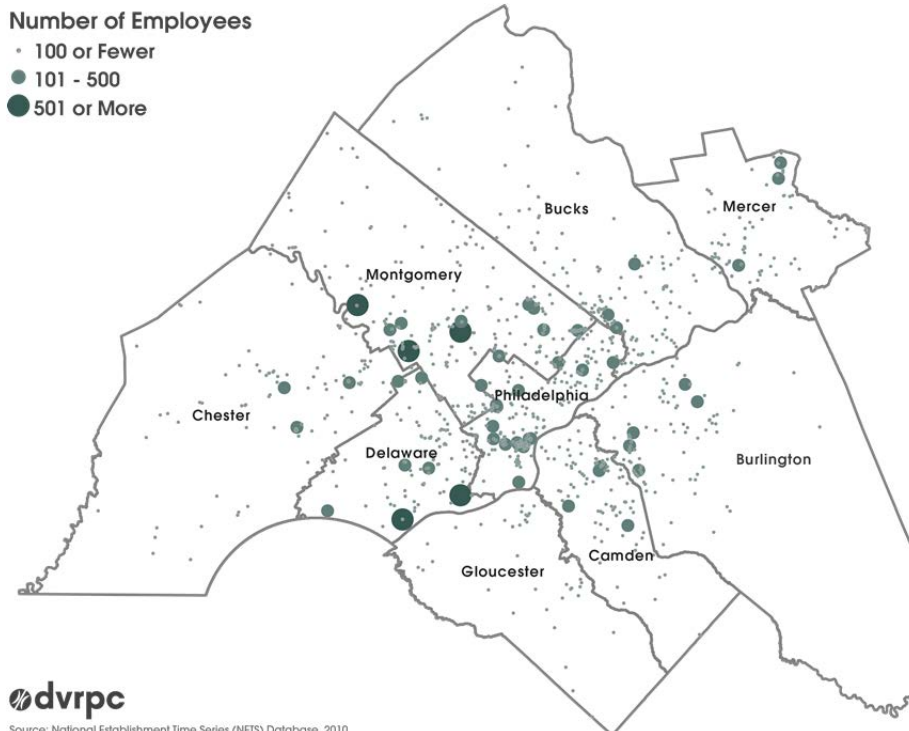 Number of Employees
100 or Fewer
101 - 500
501 or More
Bucks
Mercer
Montgomery
Philadelphia
Chester
Delaware
Burlington
Camden
Gloucester
dvrpc
Source: National Establishment Time Series (NETS) Database, 2010